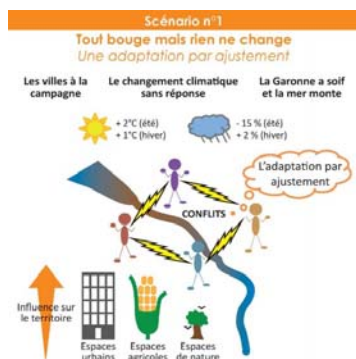 Scénario n°1
Tout bouge mais rien ne change
Une adaptation par ajustement
Les villes à la campagne
Le changement climatique sans réponse
La Garonne a soif et la mer monte
+ 2°C (été)
+ 1°C (hiver)
- 15 % (été)
+ 2 % (hiver)
L'adaptation par
ajustement
CONFLITS
Influence sur
le territoire
Espaces
urbains
Espaces
agricoles
Espaces
de nature